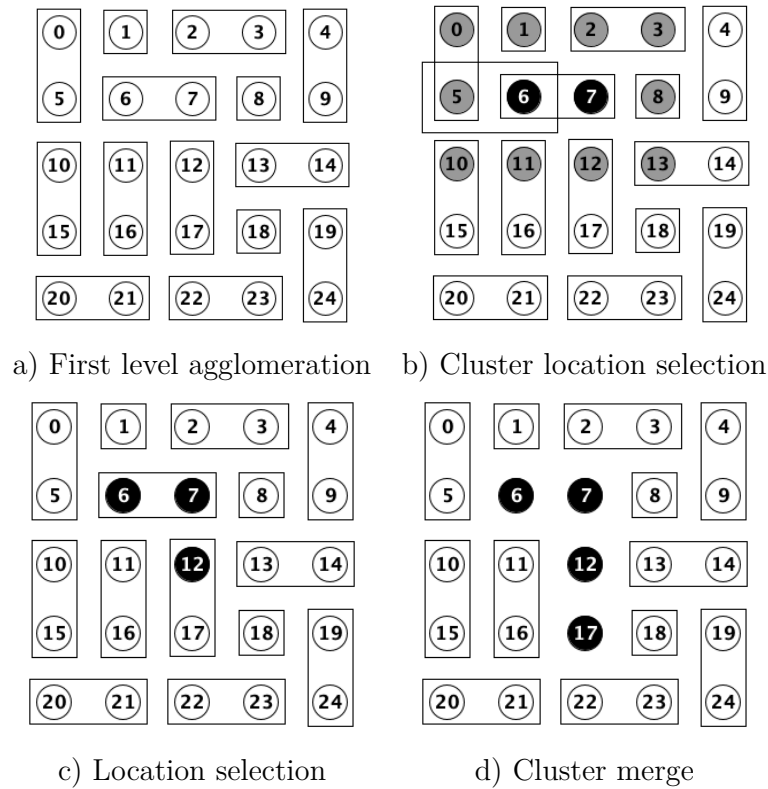 0 1 2 3 4
5 6 7 8 9
10 11 12 13 14
15 16 17 18 19
20 21 22 23 24
a) First level agglomeration
0 1 2 3 4
5 6 7 8 9
10 11 12 13 14
15 16 17 18 19
20 21 22 23 24
b) Cluster location selection
0 1 2 3 4
5 6 7 8 9
10 11 12 13 14
15 16 17 18 19
20 21 22 23 24
c) Location selection
0 1 2 3 4
5 6 7 8 9
10 11 12 13 14
15 16 17 18 19
20 21 22 23 24
d) Cluster merge